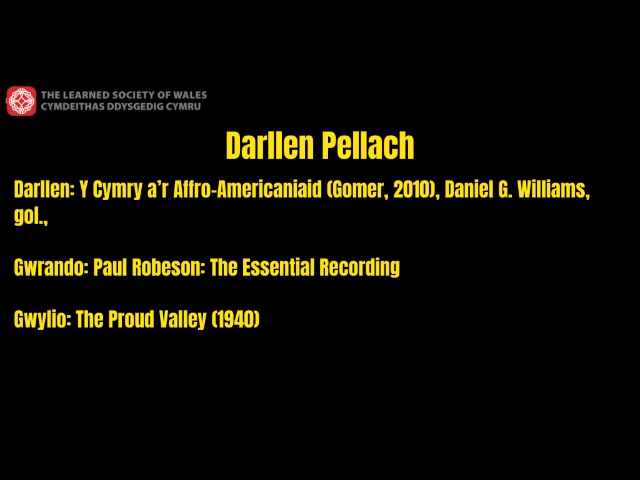 THE LEARNED SOCIETY OF WALES
CYMDEITHAS DDYSGEDIG CYMRU
Darllen Pellach
Darllen: Y Cymry a’r Affro-Americaniaid (Gomer, 2010), Daniel G. Williams,
gol.,
Gwrando: Paul Robeson: The Essential Recording
Gwylio: The Proud Valley (1940)